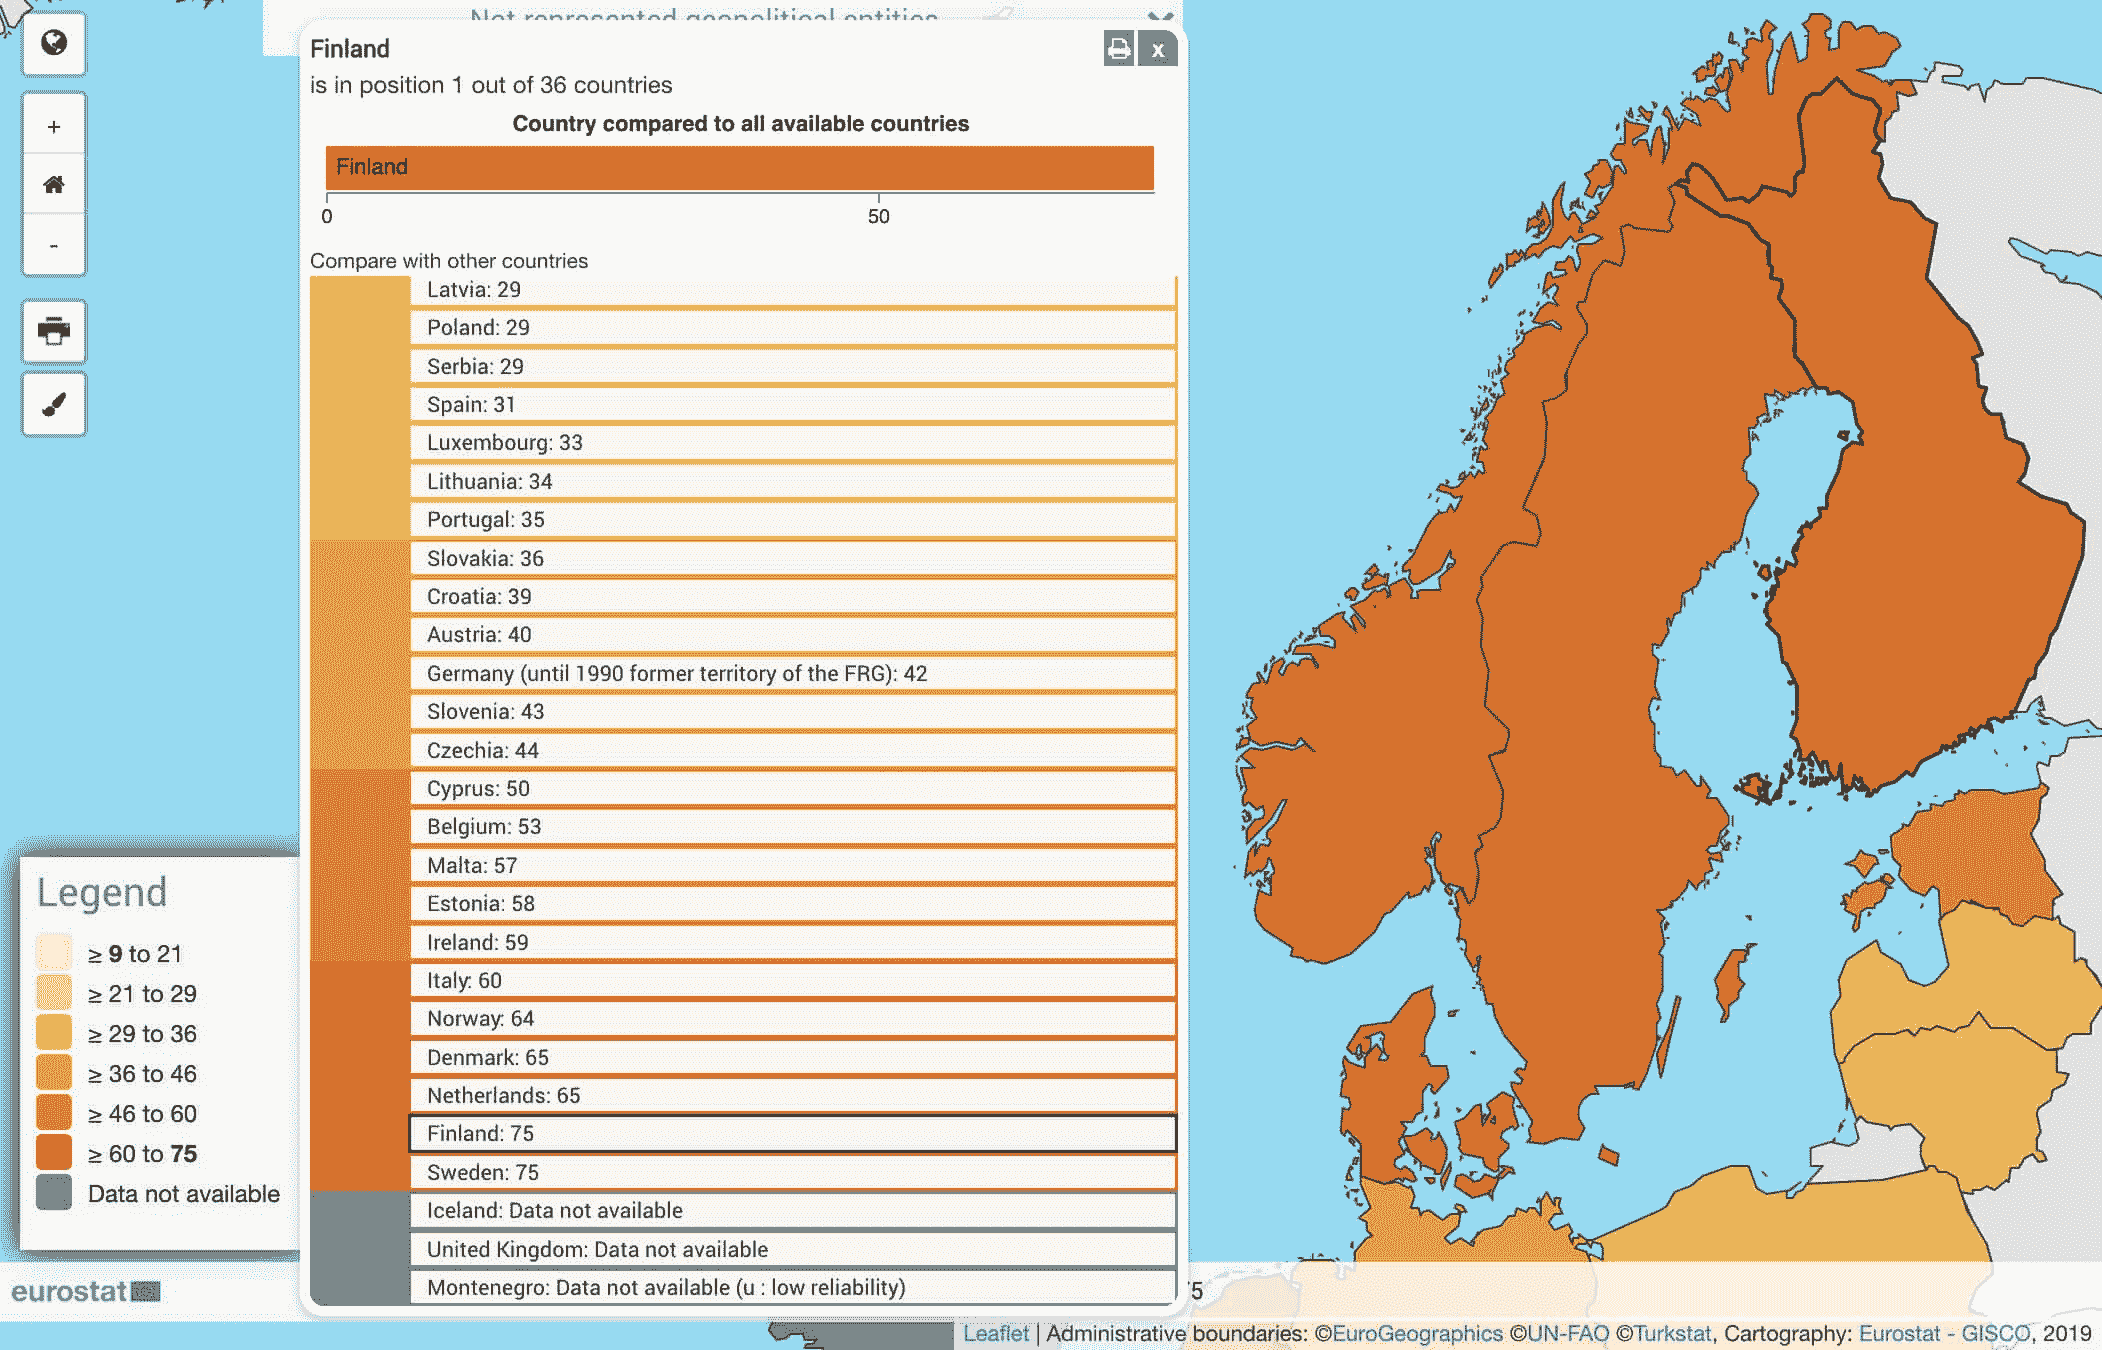 Not represented geopolitical entities
Finland
x
is in position 1 out of 36 countries
Country compared to all available countries
Finland
0
50
Compare with other countries
Latvia: 29
Poland: 29
Serbia: 29
Spain: 31
Luxembourg: 33
Lithuania: 34
Portugal: 35
Slovakia: 36
Croatia: 39
Austria: 40
Germany (until 1990 former territory of the FRG): 42
Slovenia: 43
Czechia: 44
Cyprus: 50
Belgium: 53
Malta: 57
Estonia: 58
Ireland: 59
Italy: 60
Norway: 64
Denmark: 65
Netherlands: 65
Finland: 75
Sweden: 75
Iceland: Data not available
United Kingdom: Data not available
Montenegro: Data not available (u : low reliability)
+
-
Legend
≥ 9 to 21
≥ 21 to 29
≥ 29 to 36
≥ 36 to 46
≥ 46 to 60
≥ 60 to 75
Data not available
eurostat
5
Leaflet | Administrative boundaries: ©EuroGeographics ©UN-FAO ©Turkstat, Cartography: Eurostat - GISCO, 2019